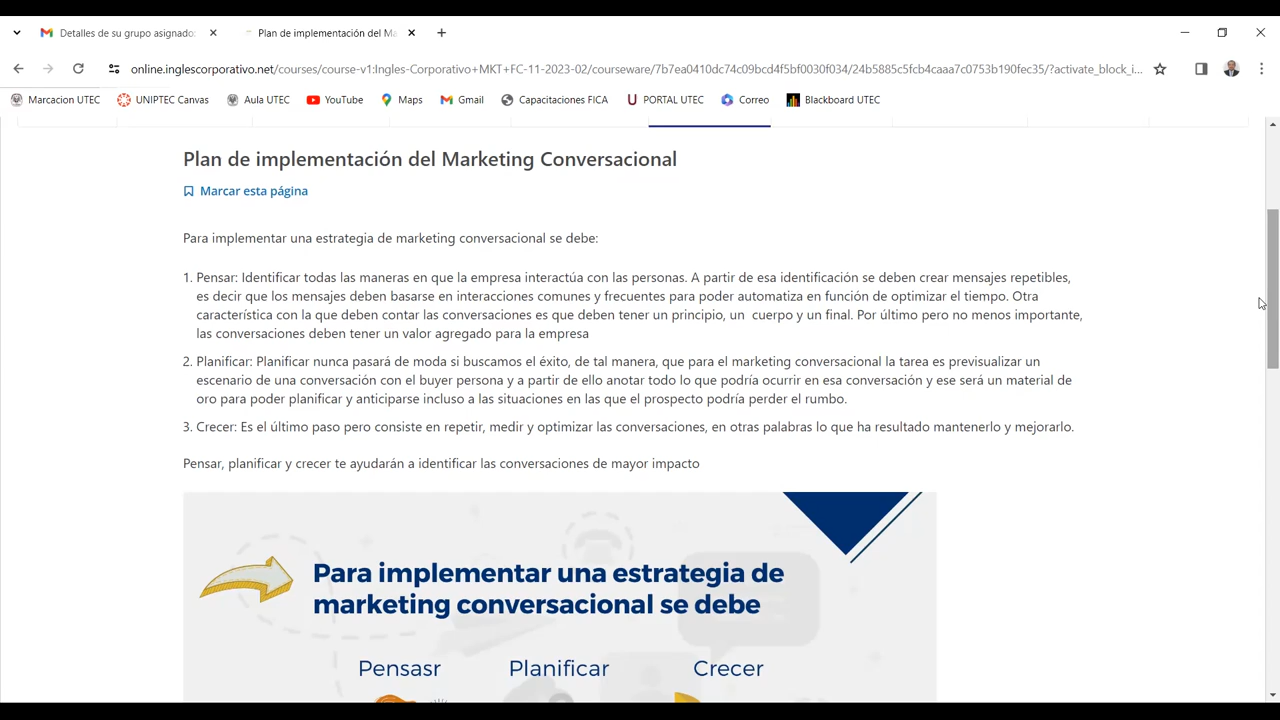 Detalles de su grupo asignado:
Plan de implementación del Ma
online.inglescorporativo.net/courses/course-v1:Ingles-Corporativo+MKT+FC-11-2023-02/courseware/7b7ea0410dc74c09bcd4f5bf0030f034/24b5885c5fcb4caaa7c0753b190fec35/?activate_block_i...
Marcacion UTEC UNIPTEC Canvas Aula UTEC YouTube Maps Gmail Capacitaciones FICA PORTAL UTEC Correo Blackboard UTEC
Plan de implementación del Marketing Conversacional
Marcar esta página
Para implementar una estrategia de marketing conversacional se debe:
1. Pensar: Identificar todas las maneras en que la empresa interactúa con las personas. A partir de esa identificación se deben crear mensajes repetibles,
es decir que los mensajes deben basarse en interacciones comunes y frecuentes para poder automatiza en función de optimizar el tiempo. Otra
característica con la que deben contar las conversaciones es que deben tener un principio, un cuerpo y un final. Por último pero no menos importante,
las conversaciones deben tener un valor agregado para la empresa
2. Planificar: Planificar nunca pasará de moda si buscamos el éxito, de tal manera, que para el marketing conversacional la tarea es previsualizar un
escenario de una conversación con el buyer persona y a partir de ello anotar todo lo que podría ocurrir en esa conversación y ese será un material de
oro para poder planificar y anticiparse incluso a las situaciones en las que el prospecto podría perder el rumbo.
3. Crecer: Es el último paso pero consiste en repetir, medir y optimizar las conversaciones, en otras palabras lo que ha resultado mantenerlo y mejorarlo.
Pensar, planificar y crecer te ayudarán a identificar las conversaciones de mayor impacto
Para implementar una estrategia de
marketing conversacional se debe
Pensasr Planificar Crecer